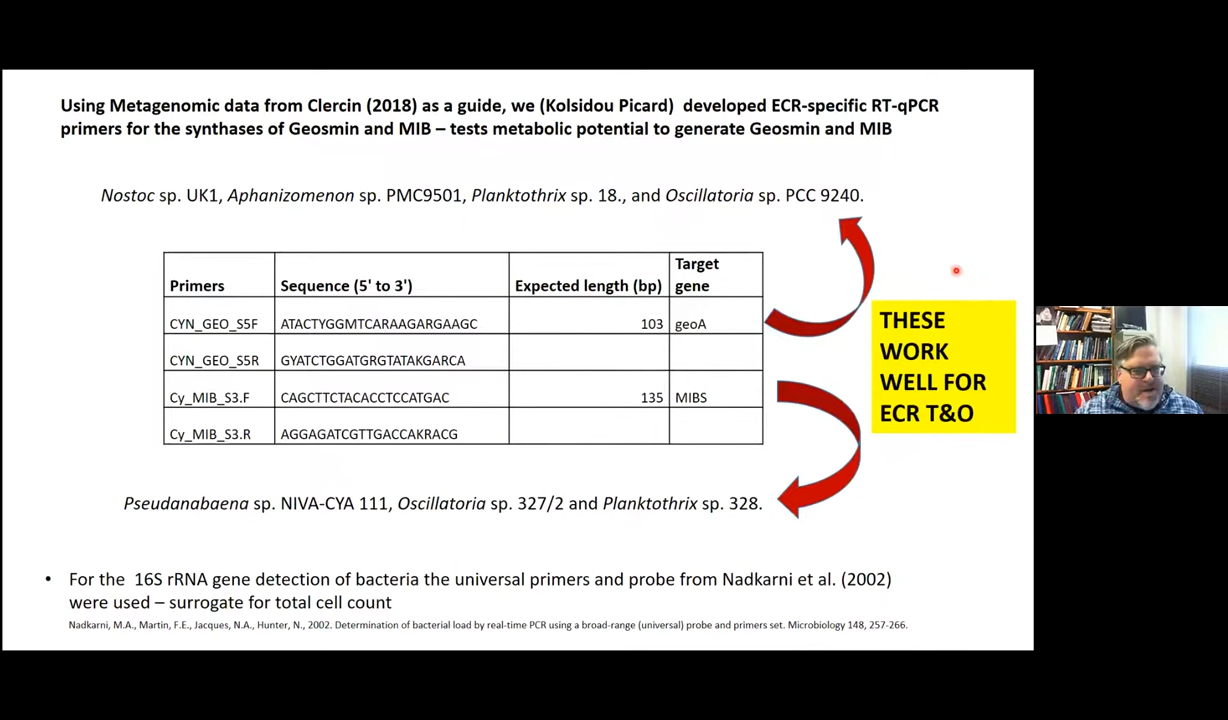 Using Metagenomic data from Clercin (2018) as a guide, we (Kolsidou Picard) developed ECR-specific RT-qPCR
primers for the synthases of Geosmin and MIB – tests metabolic potential to generate Geosmin and MIB
Nostoc sp. UK1, Aphanizomenon sp. PMC9501, Planktothrix sp. 18., and Oscillatoria sp. PCC 9240.
Primers Sequence (5' to 3') Expected length (bp) Target gene
CYN_GEO_S5F ATACTYGGMTCARAAGARGAAGC 103 geoA
CYN_GEO_S5R GYATCTGGATGRGTATAKGARCA
Cy_MIB_S3.F CAGCTTCTACACCTCCATGAC 135 MIBS
Cy_MIB_S3.R AGGAGATCGTTGACCAKRACG
THESE
WORK
WELL FOR
ECR T&O
Pseudanabaena sp. NIVA-CYA 111, Oscillatoria sp. 327/2 and Planktothrix sp. 328.
• For the 16S rRNA gene detection of bacteria the universal primers and probe from Nadkarni et al. (2002)
were used – surrogate for total cell count
Nadkarni, M.A., Martin, F.E., Jacques, N.A., Hunter, N., 2002. Determination of bacterial load by real-time PCR using a broad-range (universal) probe and primers set. Microbiology 148, 257-266.